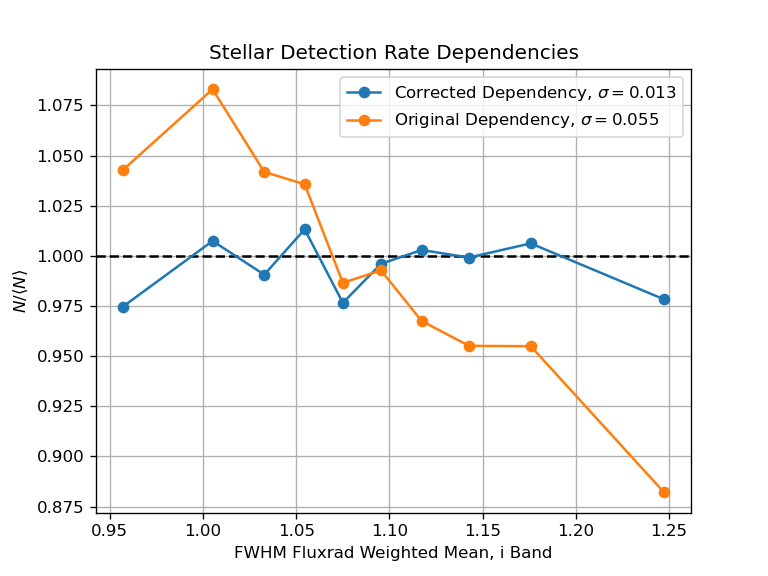 Stellar Detection Rate Dependencies
Corrected Dependency, σ = 0.013
Original Dependency, σ = 0.055
1.075
1.050
1.025
1.000
0.975
0.950
0.925
0.900
0.875
N/⟨N⟩
0.95 1.00 1.05 1.10 1.15 1.20 1.25
FWHM Fluxrad Weighted Mean, i Band